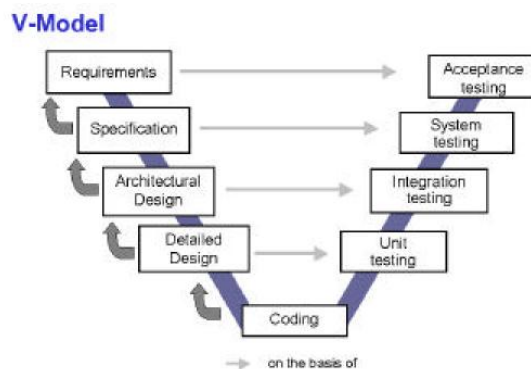 V-Model
Requirements
Acceptance
testing
Specification
System
testing
Architectural
Design
Integration
testing
Detailed
Design
Unit
testing
Coding
on the basis of